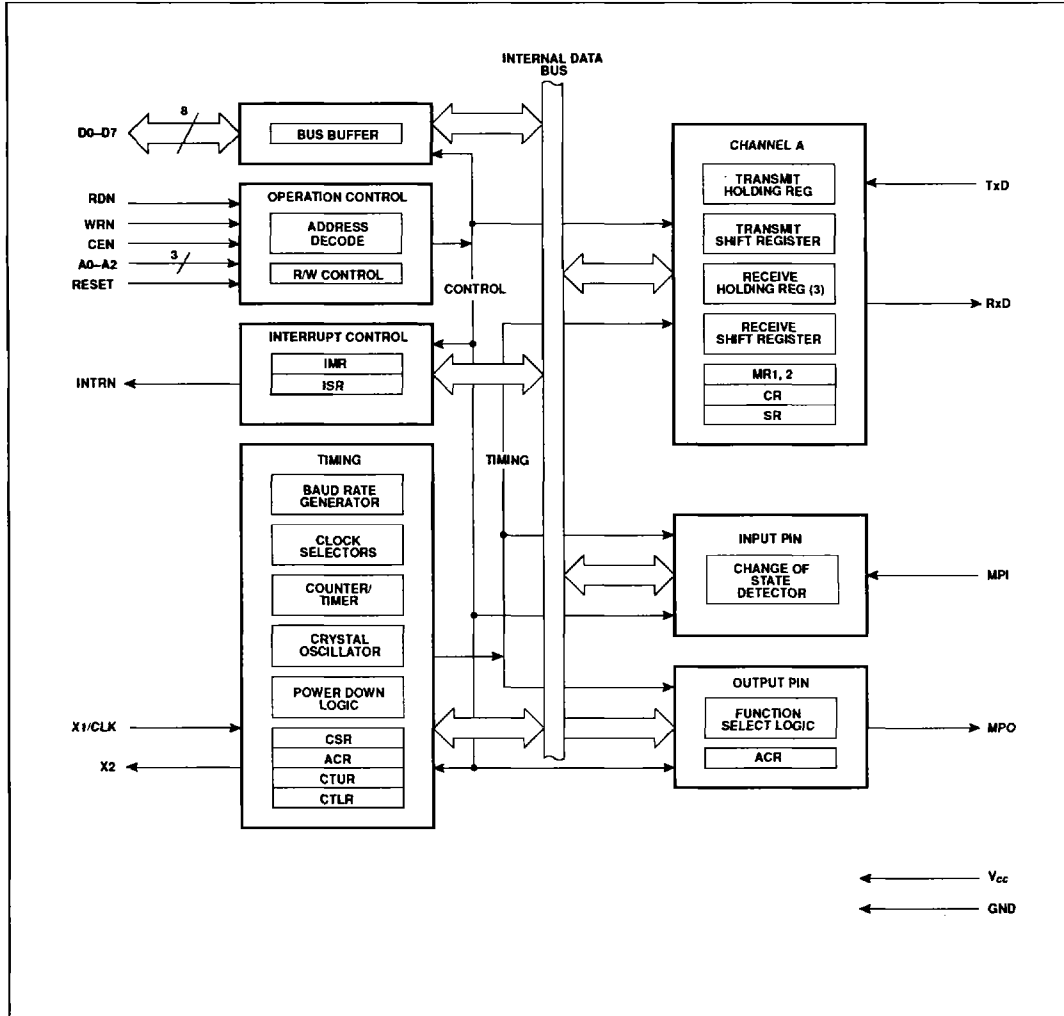 INTERNAL DATA
BUS
D0–D7
8
BUS BUFFER
RDN
WRN
CEN
A0–A2
3
RESET
OPERATION CONTROL
ADDRESS
DECODE
R/W CONTROL
CONTROL
INTERRUPT CONTROL
IMR
ISR
INTRN
TIMING
BAUD RATE
GENERATOR
CLOCK
SELECTORS
COUNTER/
TIMER
CRYSTAL
OSCILLATOR
POWER DOWN
LOGIC
CSR
ACR
CTUR
CTLR
X1/CLK
X2
TIMING
CHANNEL A
TRANSMIT
HOLDING REG
TRANSMIT
SHIFT REGISTER
RECEIVE
HOLDING REG (3)
RECEIVE
SHIFT REGISTER
MR1, 2
CR
SR
TxD
RxD
INPUT PIN
CHANGE OF
STATE
DETECTOR
MPI
OUTPUT PIN
FUNCTION
SELECT LOGIC
ACR
MPO
Vcc
GND